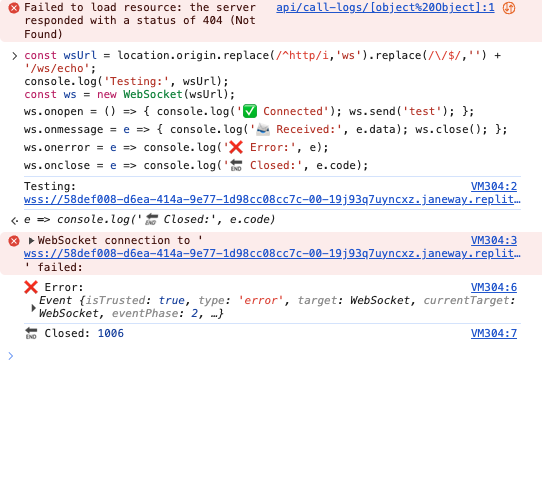 Failed to load resource: the server api/call-logs/[object%20Object]:1
responded with a status of 404 (Not
Found)
const wsUrl = location.origin.replace(/^http/i,'ws').replace(/\/$/,'') +
'/ws/echo';
console.log('Testing:', wsUrl);
const ws = new WebSocket(wsUrl);
ws.onopen = () => { console.log('✅ Connected'); ws.send('test'); };
ws.onmessage = e => { console.log('📨 Received:', e.data); ws.close(); };
ws.onerror = e => console.log('❌ Error:', e);
ws.onclose = e => console.log('🔚 Closed:', e.code);
Testing: VM304:2
wss://58def008-d6ea-414a-9e77-1d98cc08cc7c-00-19j93q7uyncxz.janeway.replit…
e => console.log('🔚 Closed:', e.code)
WebSocket connection to ' VM304:3
wss://58def008-d6ea-414a-9e77-1d98cc08cc7c-00-19j93q7uyncxz.janeway.replit…
' failed:
❌ Error: VM304:6
Event {isTrusted: true, type: 'error', target: WebSocket, currentTarget:
WebSocket, eventPhase: 2, …}
🔚 Closed: 1006 VM304:7